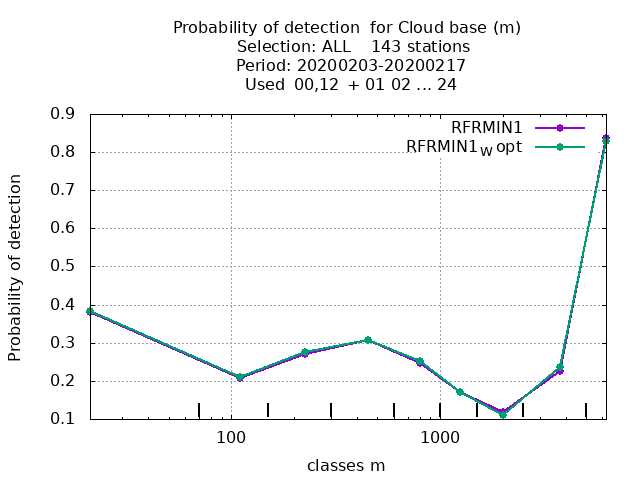 Probability of detection  for Cloud base (m)
Selection: ALL    143 stations
Period: 20200203-20200217
Used  00,12  + 01 02 ... 24
RFRMIN1
RFRMIN1W opt
0.9
0.8
0.7
0.6
0.5
0.4
0.3
0.2
0.1
Probability of detection
100
1000
classes m